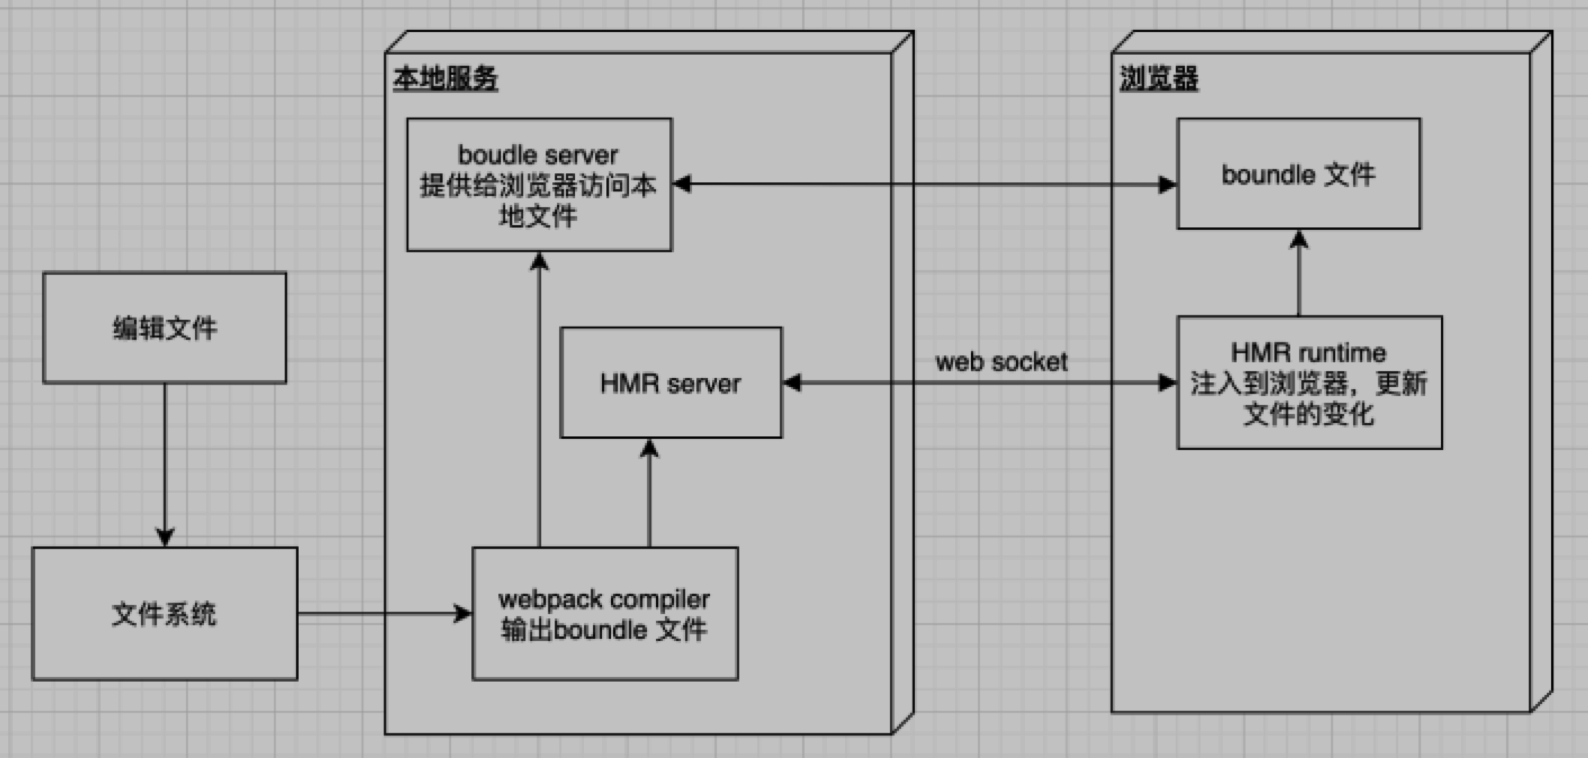 本地服务
boudle server
提供给浏览器访问本
地文件
编辑文件
HMR server
文件系统
webpack compiler
输出boundle 文件
web socket
浏览器
boundle 文件
HMR runtime
注入到浏览器，更新
文件的变化